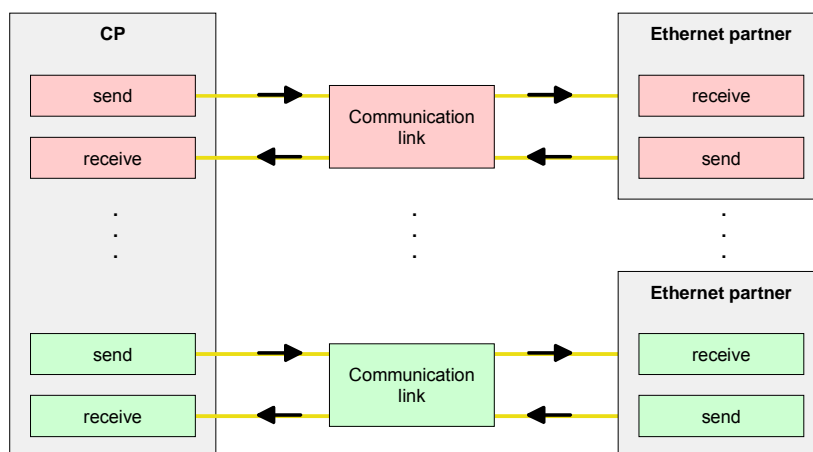 CP
Ethernet partner
send
receive
Communication
link
receive
send
Ethernet partner
send
receive
Communication
link
receive
send